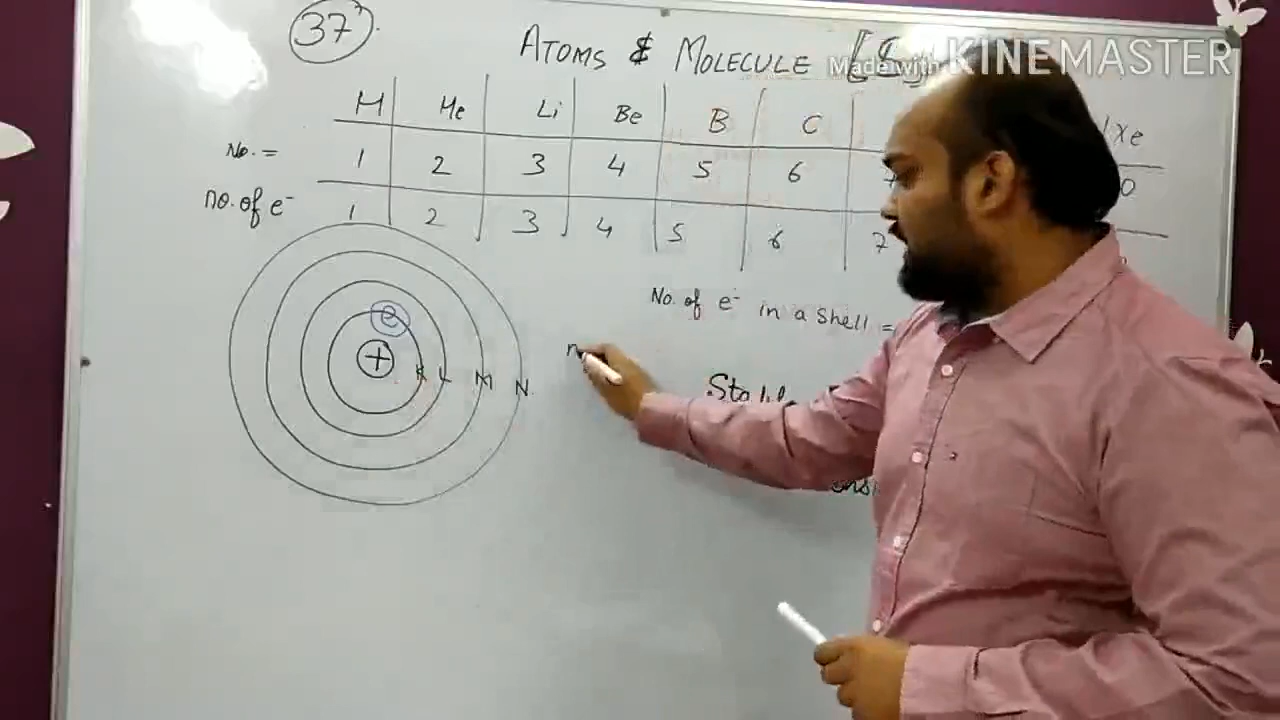 37
ATOMS & MOLECULE
Made with KINEMASTER
H He Li Be B C Xe
No. = 1 2 3 4 5 6
no. of e⁻ 1 2 3 4 5 6 7
No. of e⁻ in a shell =
e
+ K L M N
n